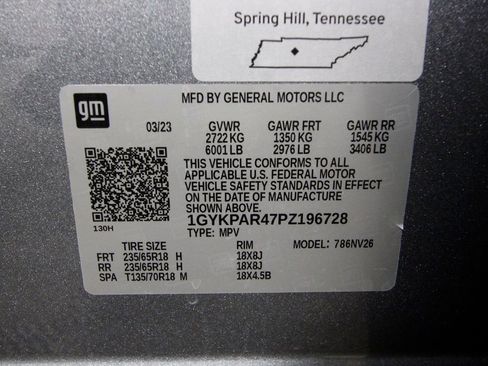 Spring Hill, Tennessee
gm
MFD BY GENERAL MOTORS LLC
03/23 GVWR GAWR FRT GAWR RR
2722 KG 1350 KG 1545 KG
6001 LB 2976 LB 3406 LB
THIS VEHICLE CONFORMS TO ALL
APPLICABLE U.S. FEDERAL MOTOR
VEHICLE SAFETY STANDARDS IN EFFECT
ON THE DATE OF MANUFACTURE
SHOWN ABOVE.
130H
1GYKPAR47PZ196728
TYPE: MPV
TIRE SIZE RIM MODEL: 786NV26
FRT 235/65R18 H 18X8J
RR 235/65R18 H 18X8J
SPA T135/70R18 M 18X4.5B